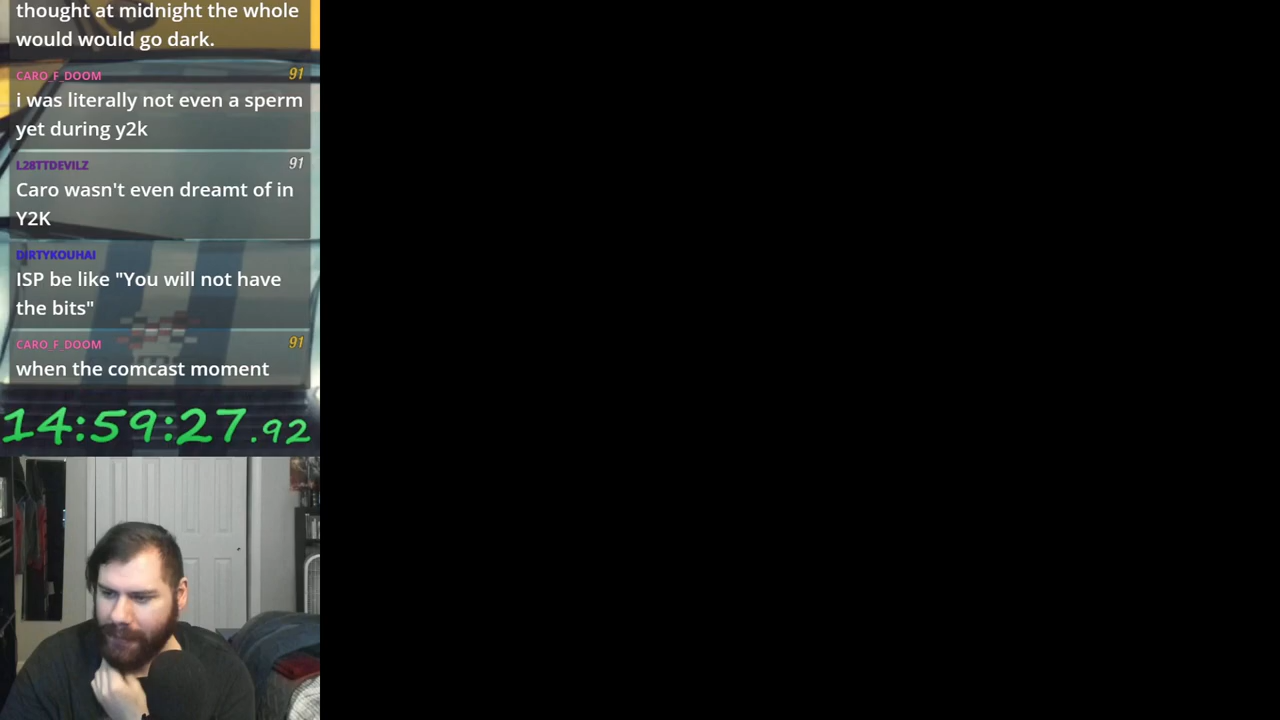 thought at midnight the whole
would would go dark.
CARO_F_DOOM 91
i was literally not even a sperm
yet during y2k
L28TTDEVILZ 91
Caro wasn't even dreamt of in
Y2K
DIRTYKOUHAI
ISP be like "You will not have
the bits"
CARO_F_DOOM 91
when the comcast moment
14:59:27.92